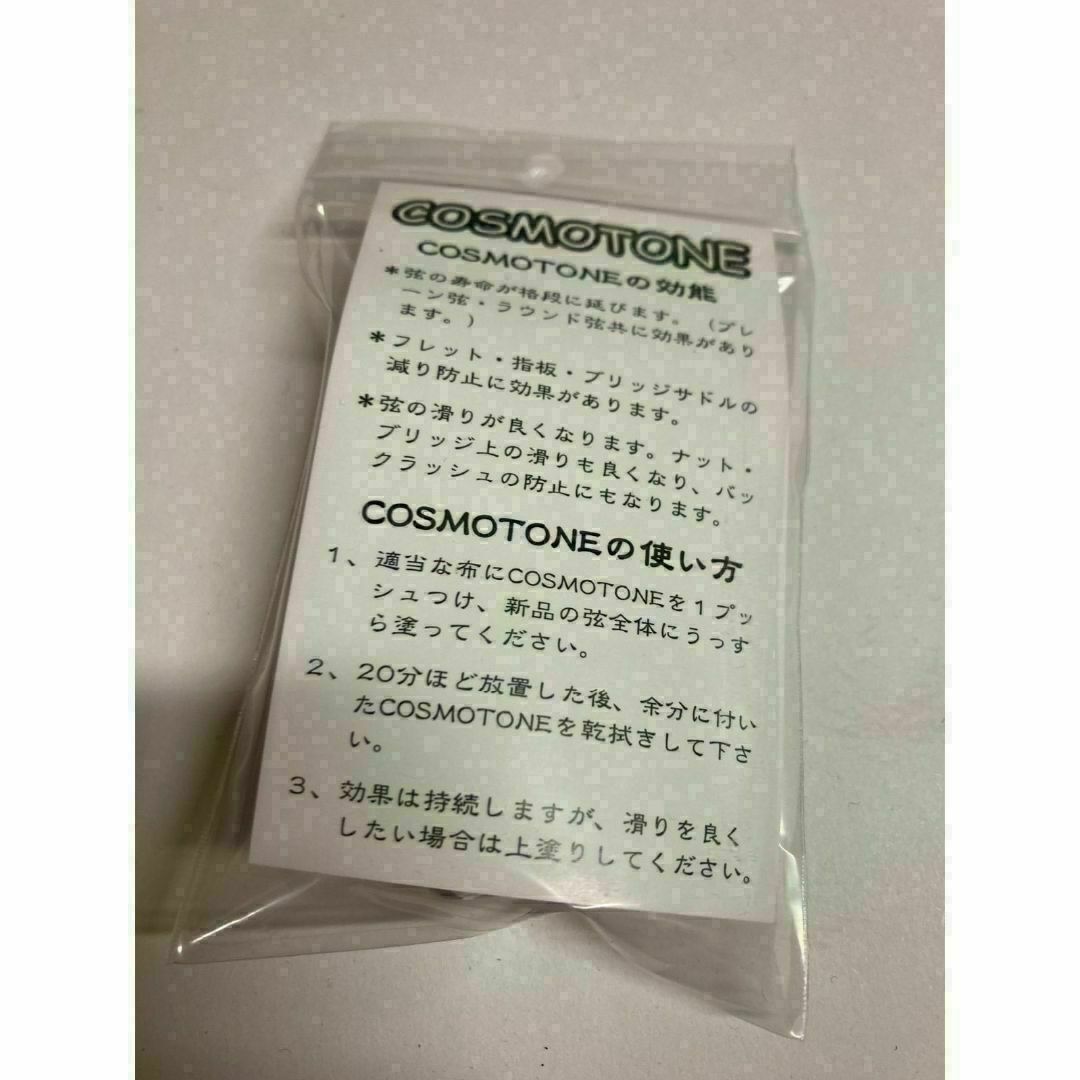 COSMOTONE
COSMOTONEの効能
*弦の寿命が格段に延びます。（プレ
ーン弦・ラウンド弦共に効果があり
ます。）
*フレット・指板・ブリッジサドルの
減り防止に効果があります。
*弦の滑りが良くなります。ナット・
ブリッジ上の滑りも良くなり、バッ
クラッシュの防止にもなります。
COSMOTONEの使い方
1、適当な布にCOSMOTONEを1プッ
シュつけ、新品の弦全体にうっす
ら塗ってください。
2、20分ほど放置した後、余分に付い
たCOSMOTONEを乾拭きして下さ
い。
3、効果は持続しますが、滑りを良く
したい場合は上塗りしてください。